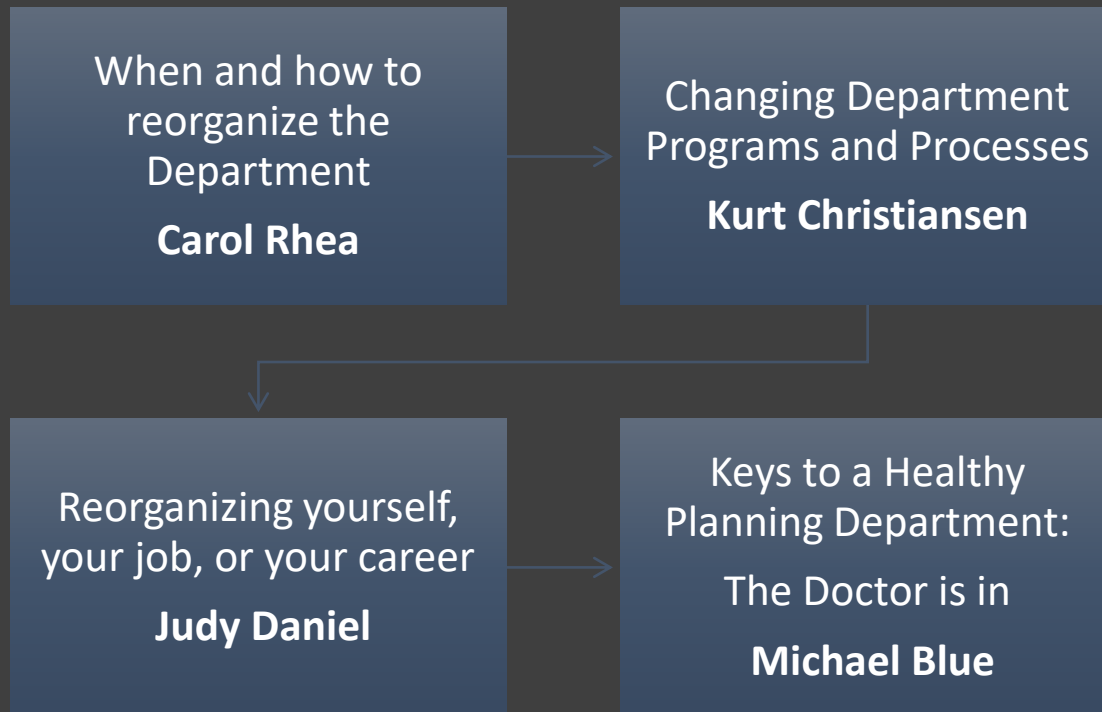 When and how to
reorganize the
Department
Carol Rhea
Changing Department
Programs and Processes
Kurt Christiansen
Reorganizing yourself,
your job, or your career
Judy Daniel
Keys to a Healthy
Planning Department:
The Doctor is in
Michael Blue